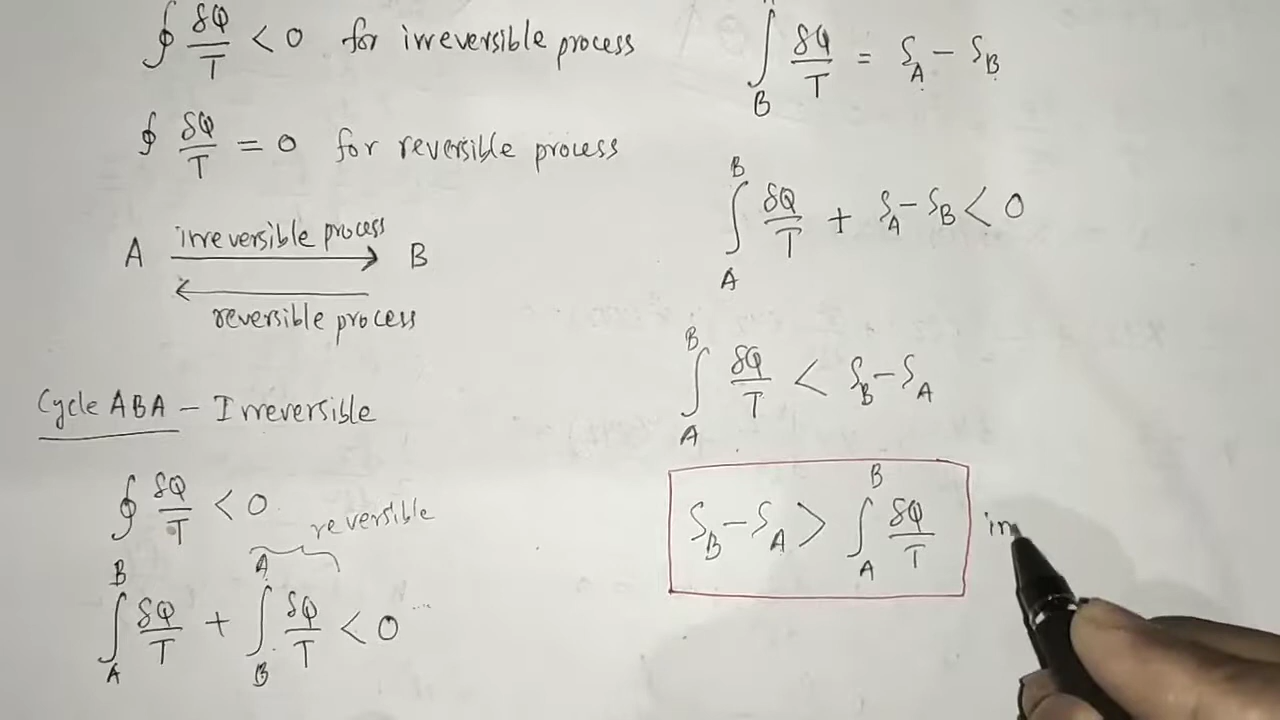 ∮ δQ/T < 0 for irreversible process
∮ δQ/T = 0 for reversible process
A irreversible process B
reversible process
Cycle ABA – Irreversible
∮ δQ/T < 0
reversible
∫_A^B δQ/T + ∫_B^A δQ/T < 0 ...
∫_B δQ/T = S_A – S_B
∫_A^B δQ/T + S_A – S_B < 0
∫_A^B δQ/T < S_B – S_A
S_B – S_A > ∫_A^B δQ/T